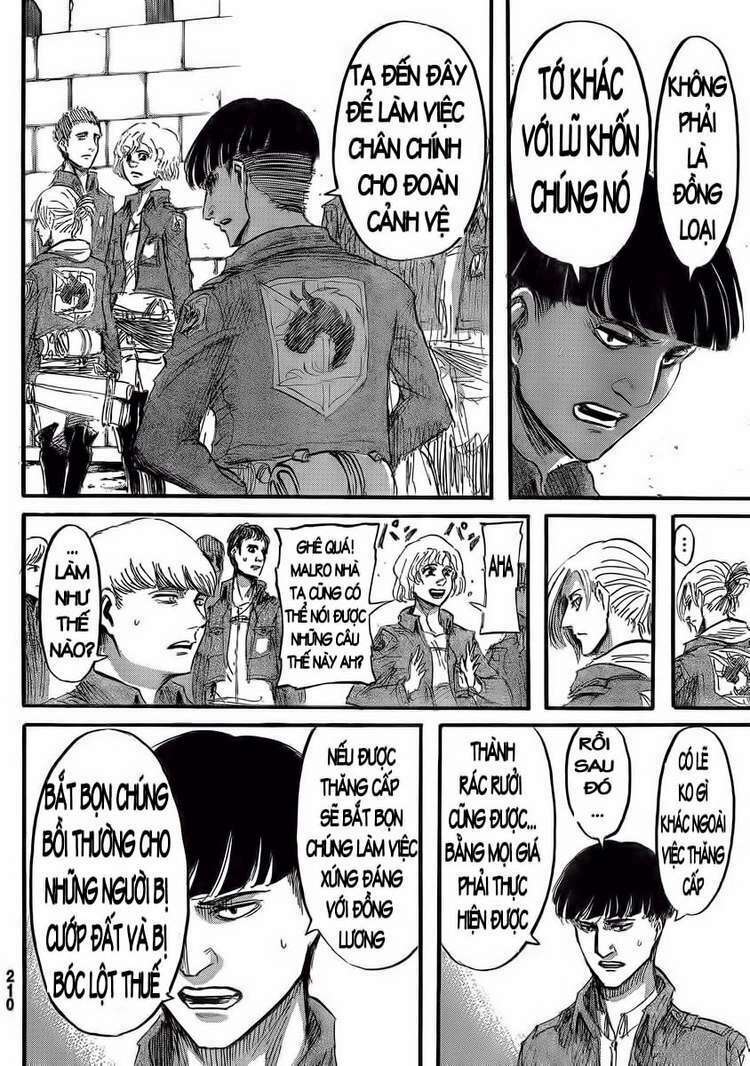 KHÔNG
PHẢI
LÀ
ĐỒNG
LOẠI
TỚ KHÁC
VỚI LŨ KHỐN
CHÚNG NÓ
TA ĐẾN ĐÂY
ĐỂ LÀM VIỆC
CHÂN CHÍNH
CHO ĐOÀN
CẢNH VỆ
...
AHA
GHÊ QUÁ!
MALRO NHÀ
TA CŨNG CÓ
THỂ NÓI ĐƯỢC
NHỮNG CÂU
THẾ NÀY AH?
...
LÀM
NHƯ
THẾ
NÀO?
CÓ LẼ
KO GÌ
KHÁC NGOÀI
VIỆC THĂNG
CẤP
RỒI
SAU
ĐÓ
...
THÀNH
RÁC RƯỞI
CŨNG ĐƯỢC...
BẰNG MỌI GIÁ
PHẢI THỰC
HIỆN ĐƯỢC
NẾU ĐƯỢC
THĂNG CẤP
SẼ BẮT BỌN
CHÚNG LÀM VIỆC
XỨNG ĐÁNG
VỚI ĐỒNG
LƯƠNG
BẮT BỌN CHÚNG
BỒI THƯỜNG CHO
NHỮNG NGƯỜI BỊ
CƯỚP ĐẤT VÀ BỊ
BÓC LỘT THUẾ
210